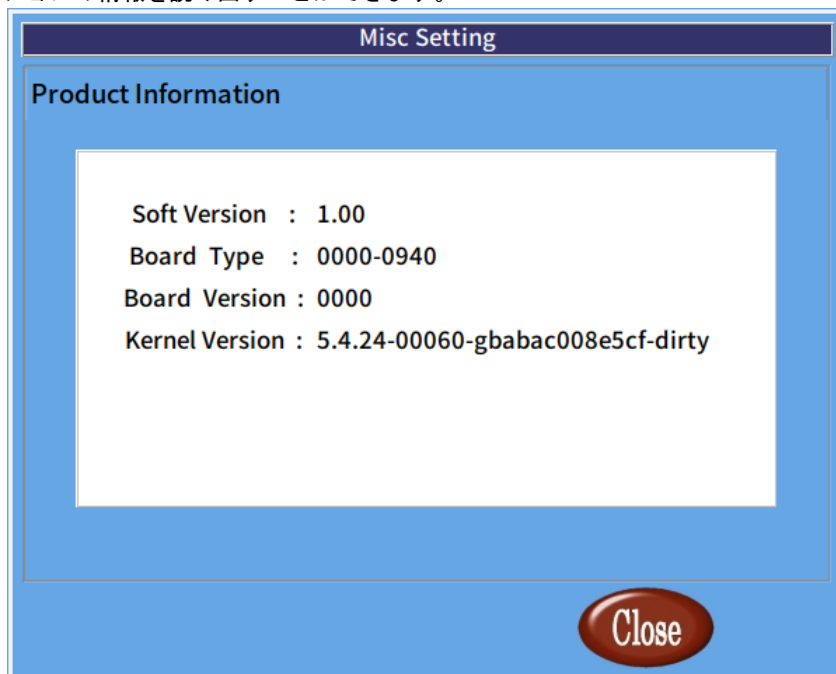 Misc Setting
Product Information
Soft Version : 1.00
Board Type : 0000-0940
Board Version : 0000
Kernel Version : 5.4.24-00060-gbabac008e5cf-dirty
Close